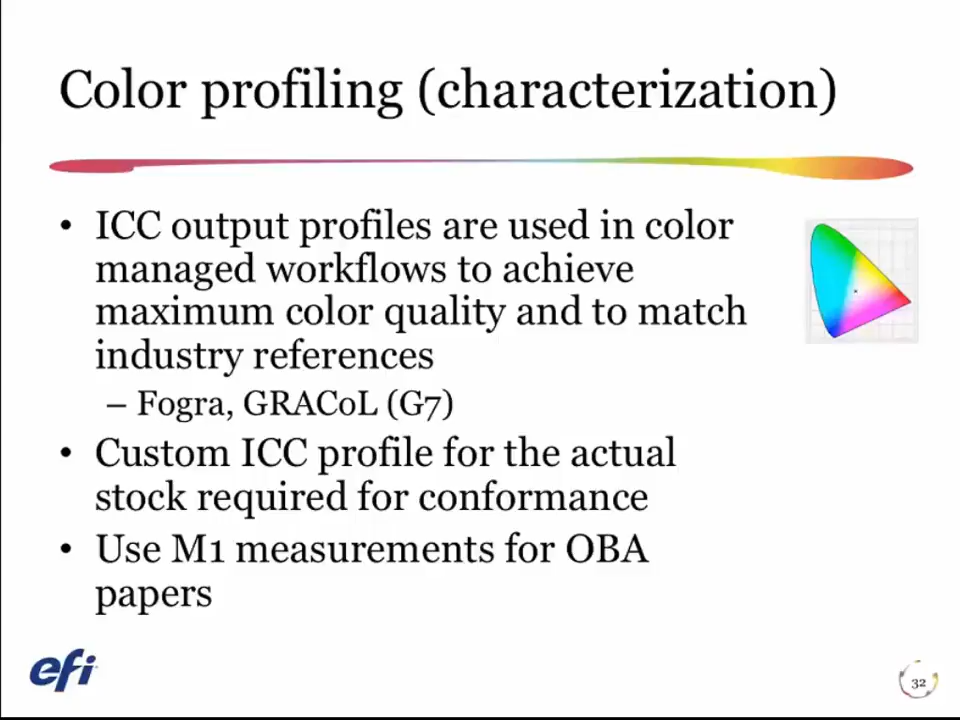 Color profiling (characterization)
• ICC output profiles are used in color
managed workflows to achieve
maximum color quality and to match
industry references
– Fogra, GRACoL (G7)
• Custom ICC profile for the actual
stock required for conformance
• Use M1 measurements for OBA
papers
efi
32